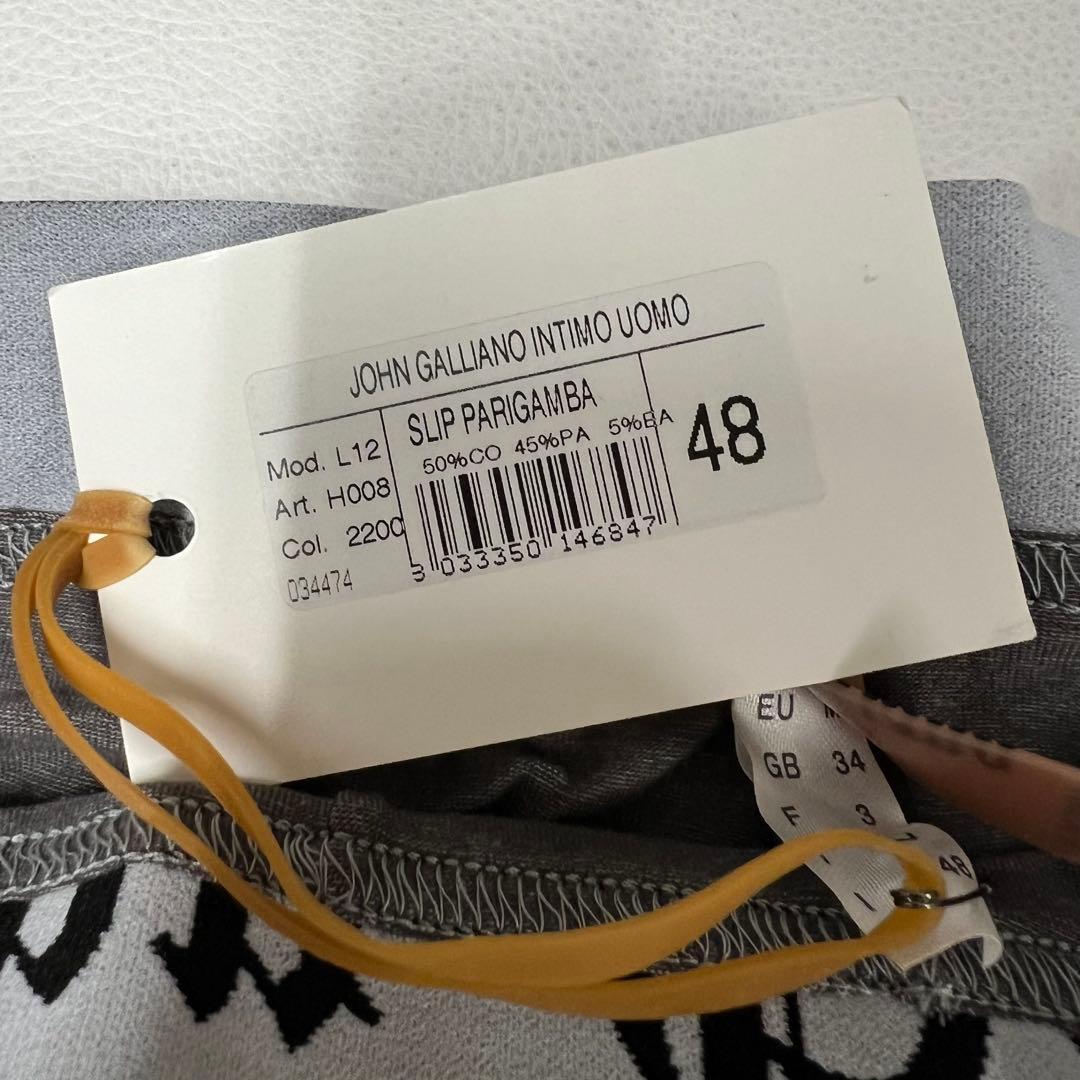 JOHN GALLIANO INTIMO UOMO
Mod. L12
Art. H008
Col. 2200
034474
SLIP PARIGAMBA
50%CO 45%PA 5%EA
3 033350 146847
48
EU M
GB 34
F 3
I 48